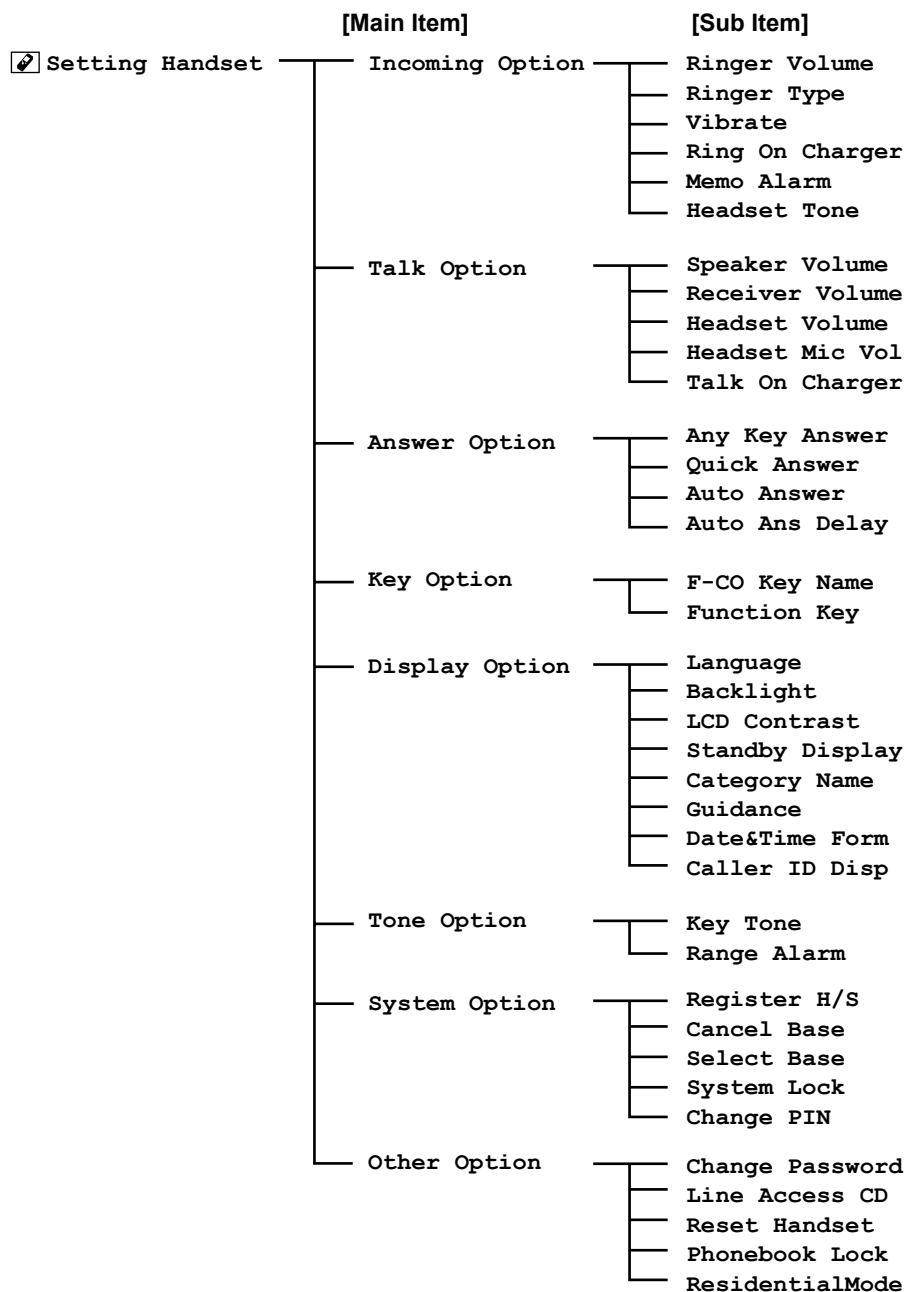 [Main Item] [Sub Item]
Setting Handset Incoming Option Ringer Volume
Ringer Type
Vibrate
Ring On Charger
Memo Alarm
Headset Tone
Talk Option Speaker Volume
Receiver Volume
Headset Volume
Headset Mic Vol
Talk On Charger
Answer Option Any Key Answer
Quick Answer
Auto Answer
Auto Ans Delay
Key Option F-CO Key Name
Function Key
Display Option Language
Backlight
LCD Contrast
Standby Display
Category Name
Guidance
Date&Time Form
Caller ID Disp
Tone Option Key Tone
Range Alarm
System Option Register H/S
Cancel Base
Select Base
System Lock
Change PIN
Other Option Change Password
Line Access CD
Reset Handset
Phonebook Lock
ResidentialMode